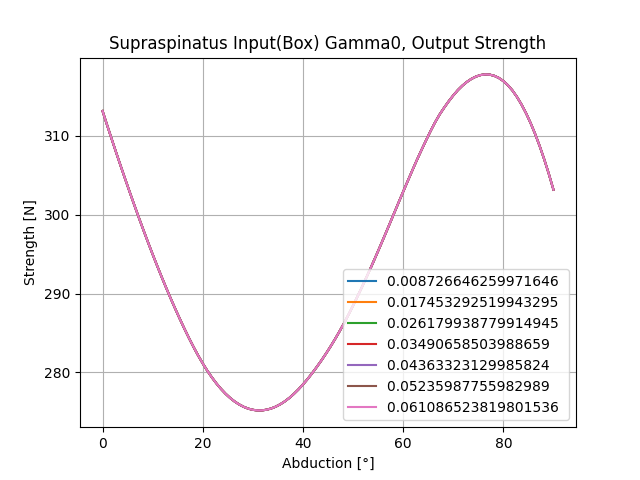 Supraspinatus Input(Box) Gamma0, Output Strength
Strength [N]
310
300
290
280
0.008726646259971646
0.017453292519943295
0.026179938779914945
0.03490658503988659
0.04363323129985824
0.05235987755982989
0.061086523819801536
0 20 40 60 80
Abduction [°]